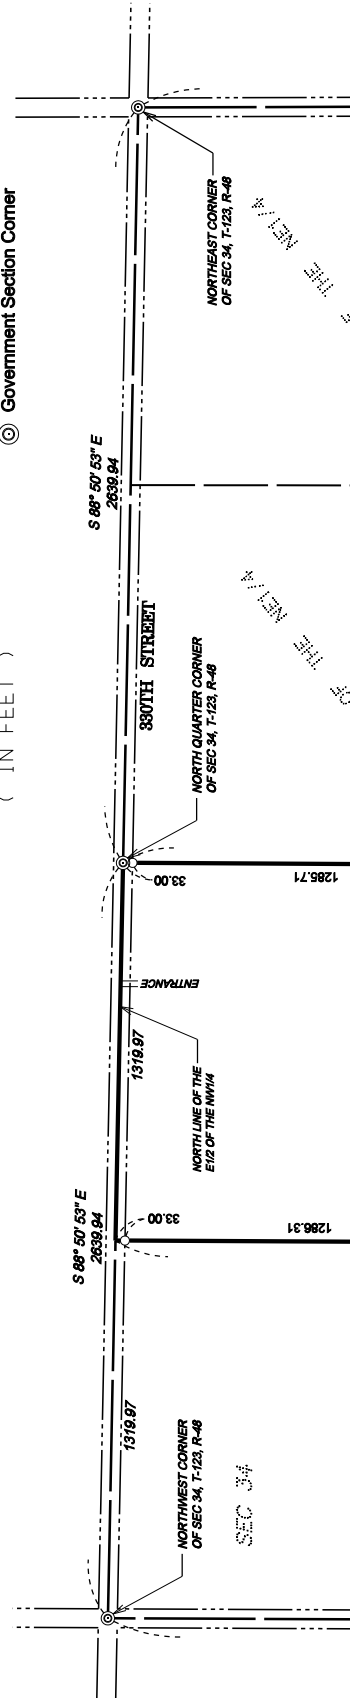 Government Section Corner
( IN FEET )
NORTHEAST CORNER
OF SEC 34, T-123, R-48
OF THE NE1/4
S 88° 50' 53" E
2639.94
330TH STREET
OF THE NE1/4
NORTH QUARTER CORNER
OF SEC 34, T-123, R-48
33.00
1285.71
ENTRANCE
1319.97
NORTH LINE OF THE
E1/2 OF THE NW1/4
33.00
1286.31
S 88° 50' 53" E
2639.94
1319.97
NORTHWEST CORNER
OF SEC 34, T-123, R-48
SEC 34